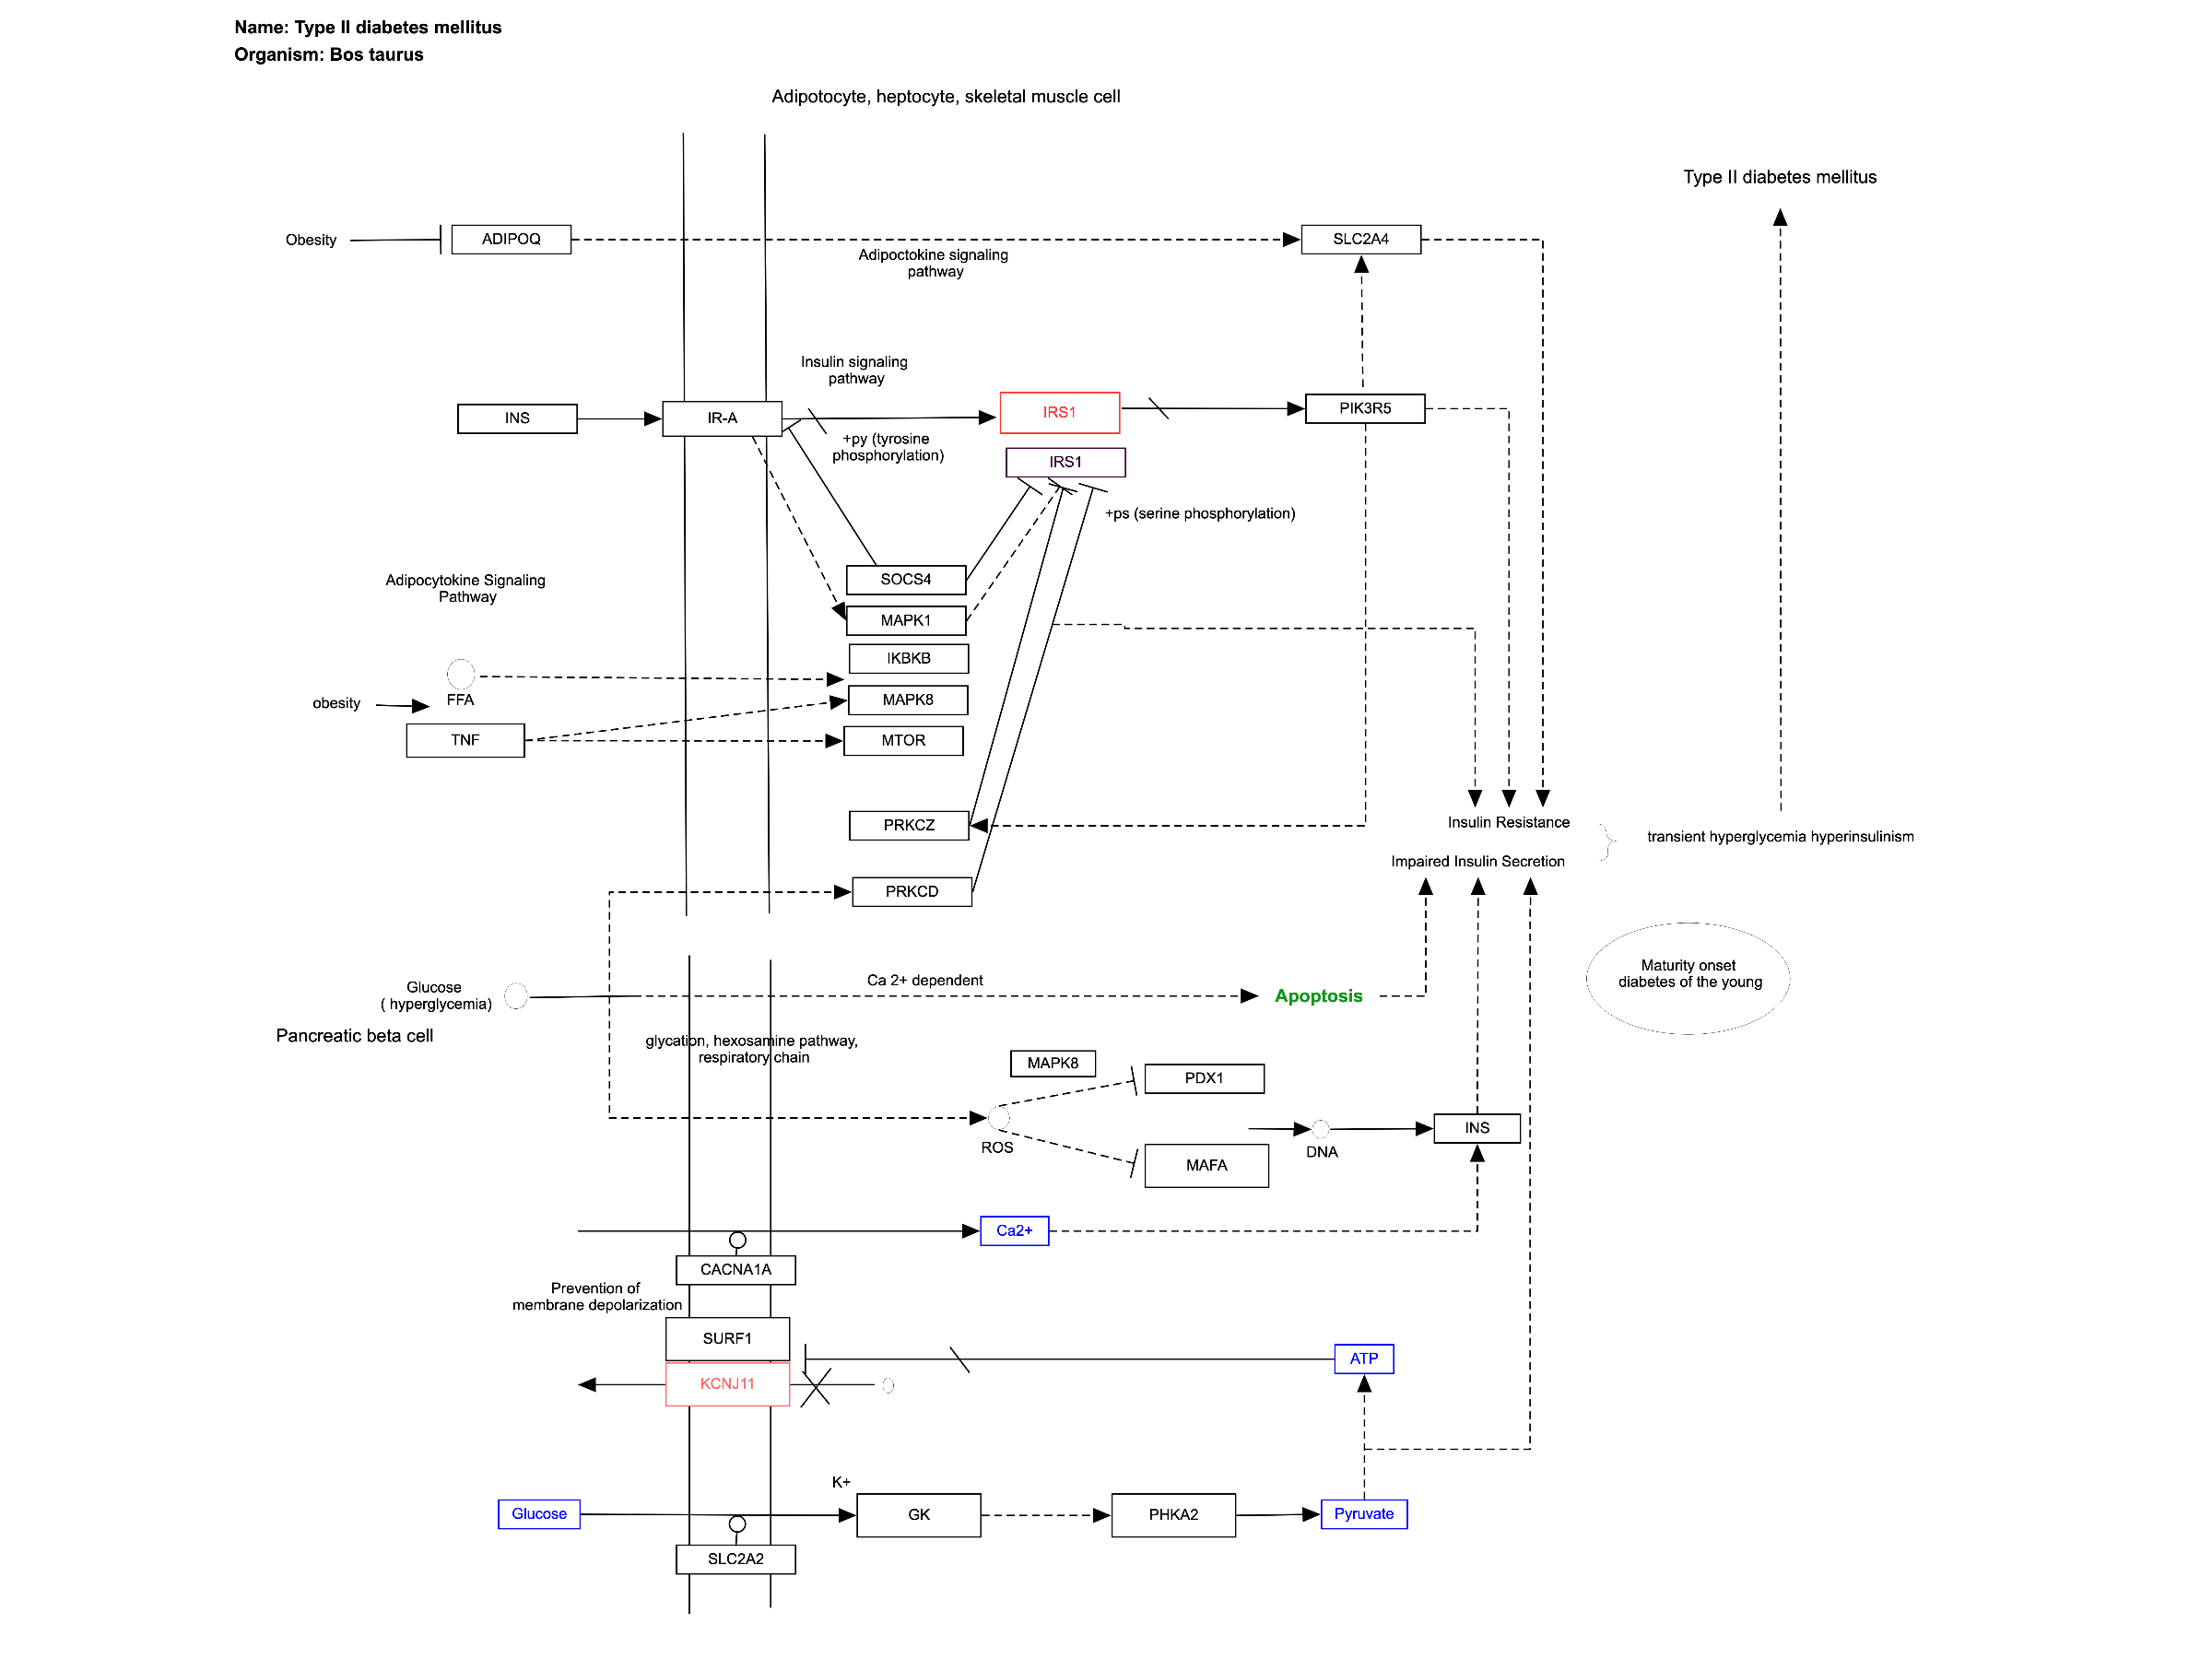 Name: Type II diabetes mellitus
Organism: Bos taurus
Adipotocyte, heptocyte, skeletal muscle cell
Type II diabetes mellitus
Obesity
ADIPOQ
SLC2A4
Adipoctokine signaling
pathway
Insulin signaling
pathway
INS
IR-A
IRS1
PIK3R5
+py (tyrosine
phosphorylation)
IRS1
+ps (serine phosphorylation)
SOCS4
Adipocytokine Signaling
Pathway
MAPK1
IKBKB
FFA
obesity
MAPK8
TNF
MTOR
PRKCZ
Insulin Resistance
transient hyperglycemia hyperinsulinism
Impaired Insulin Secretion
PRKCD
Maturity onset
diabetes of the young
Ca 2+ dependent
Glucose
( hyperglycemia)
Apoptosis
Pancreatic beta cell
glycation, hexosamine pathway,
respiratory chain
MAPK8
PDX1
ROS
DNA
INS
MAFA
Ca2+
CACNA1A
Prevention of
membrane depolarization
SURF1
ATP
KCNJ11
K+
Glucose
GK
PHKA2
Pyruvate
SLC2A2